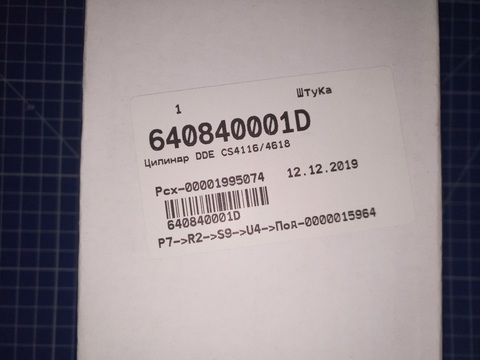 1 Штука
640840001D
Цилиндр DDE CS4116/4618
Рсх-00001995074 12.12.2019
640840001D
P7->R2->S9->U4->Поя-0000015964